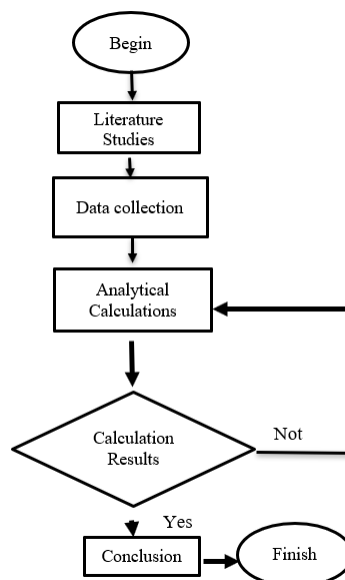 Begin
Literature
Studies
Data collection
Analytical
Calculations
Calculation
Results
Not
Yes
Conclusion
Finish